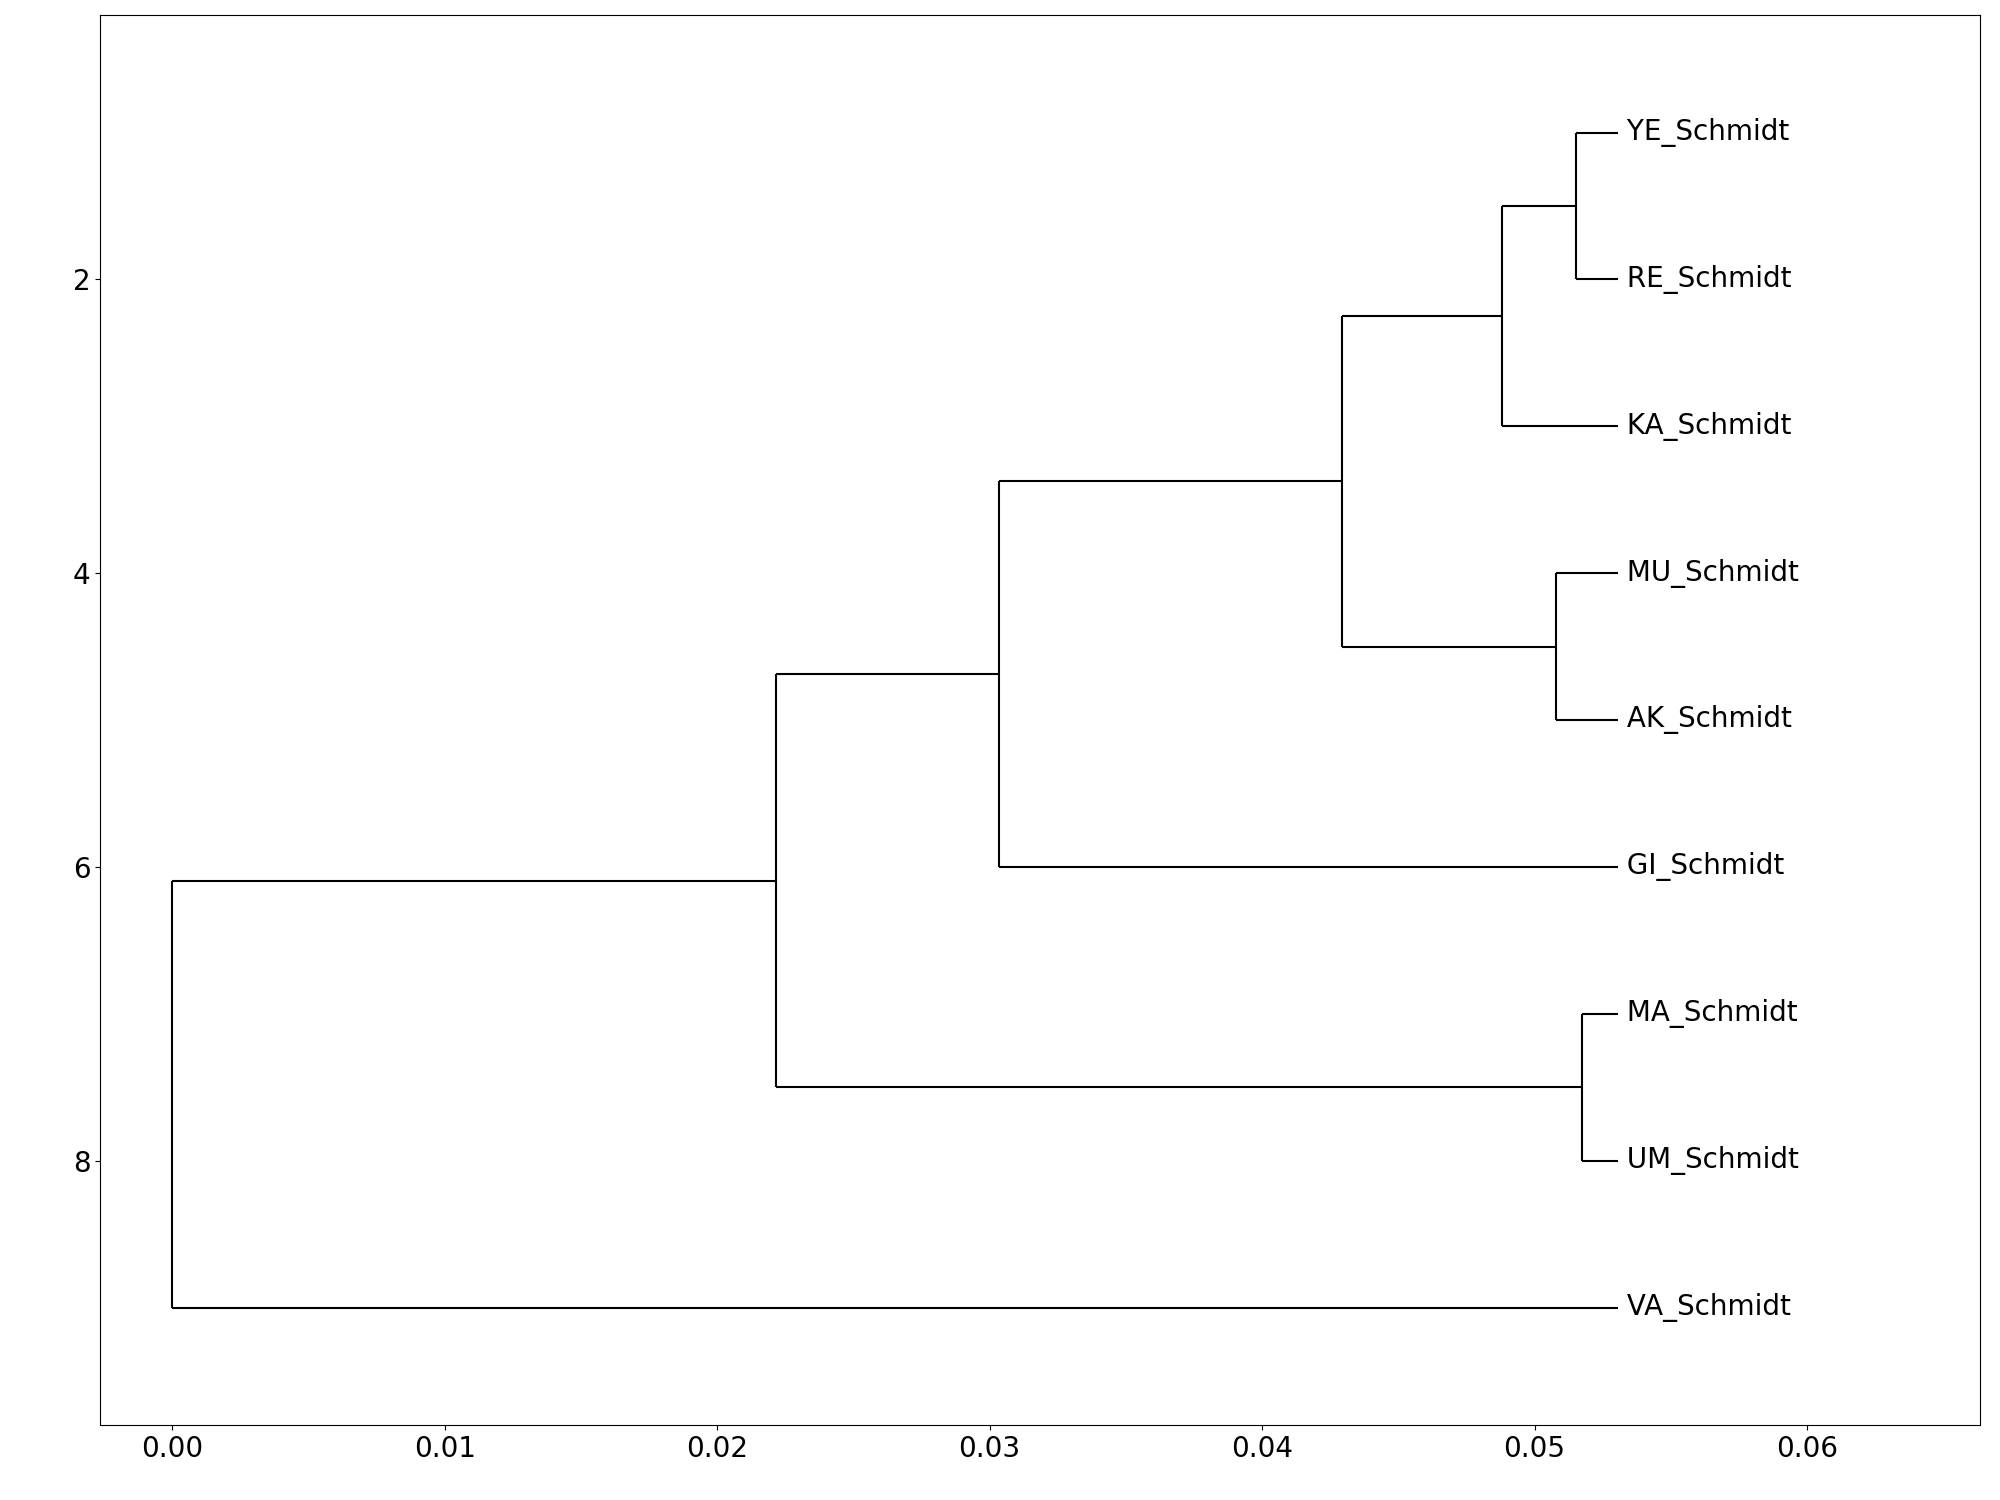 YE_Schmidt
2 RE_Schmidt
KA_Schmidt
4 MU_Schmidt
AK_Schmidt
6 GI_Schmidt
MA_Schmidt
8 UM_Schmidt
VA_Schmidt
0.00 0.01 0.02 0.03 0.04 0.05 0.06